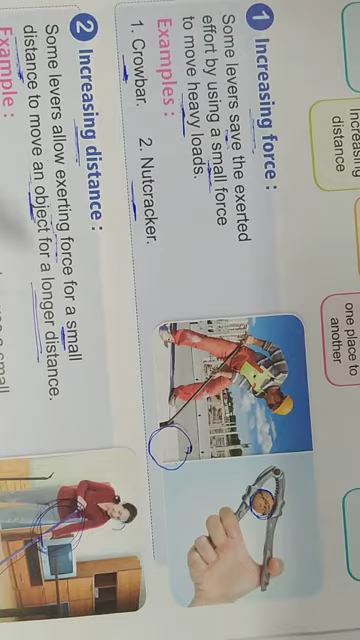 Increasing
distance
one place to
another
1 Increasing force :
Some levers save the exerted
effort by using a small force
to move heavy loads.
Examples :
1. Crowbar. 2. Nutcracker.
2 Increasing distance :
Some levers allow exerting force for a small
distance to move an object for a longer distance.
Example :